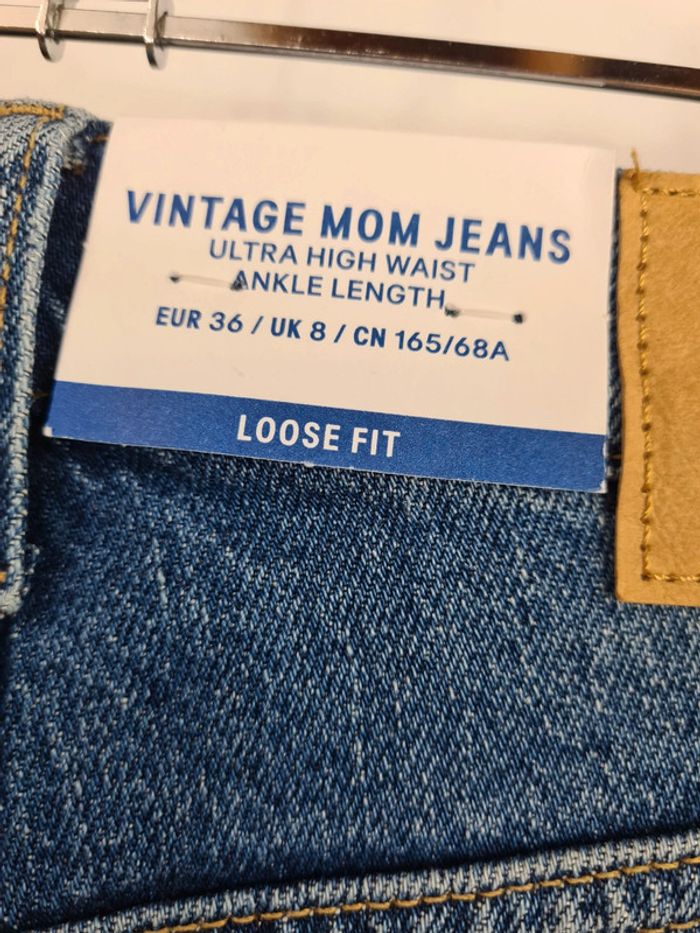 VINTAGE MOM JEANS
ULTRA HIGH WAIST
ANKLE LENGTH
EUR 36 / UK 8 / CN 165/68A
LOOSE FIT